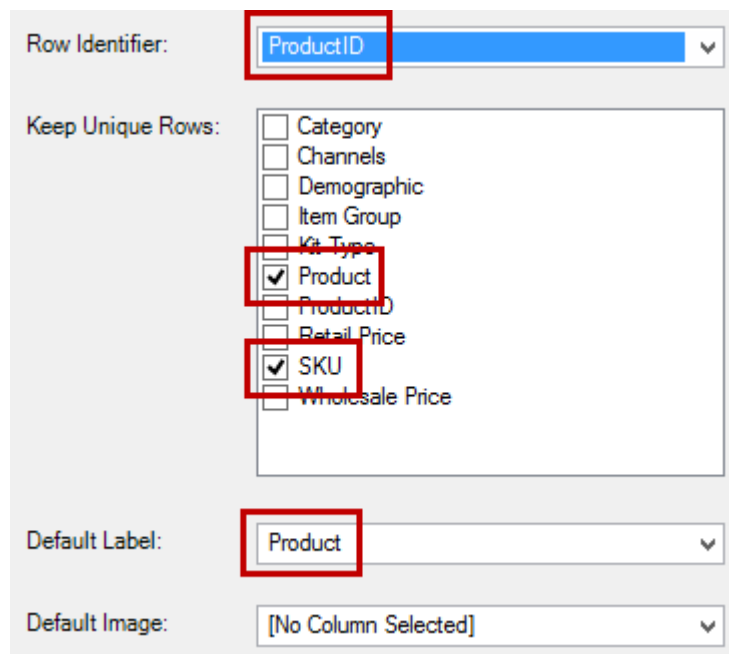 Row Identifier: ProductID
Keep Unique Rows:
Category
Channels
Demographic
Item Group
Kit Type
Product
ProductID
Retail Price
SKU
Wholesale Price
Default Label: Product
Default Image: [No Column Selected]